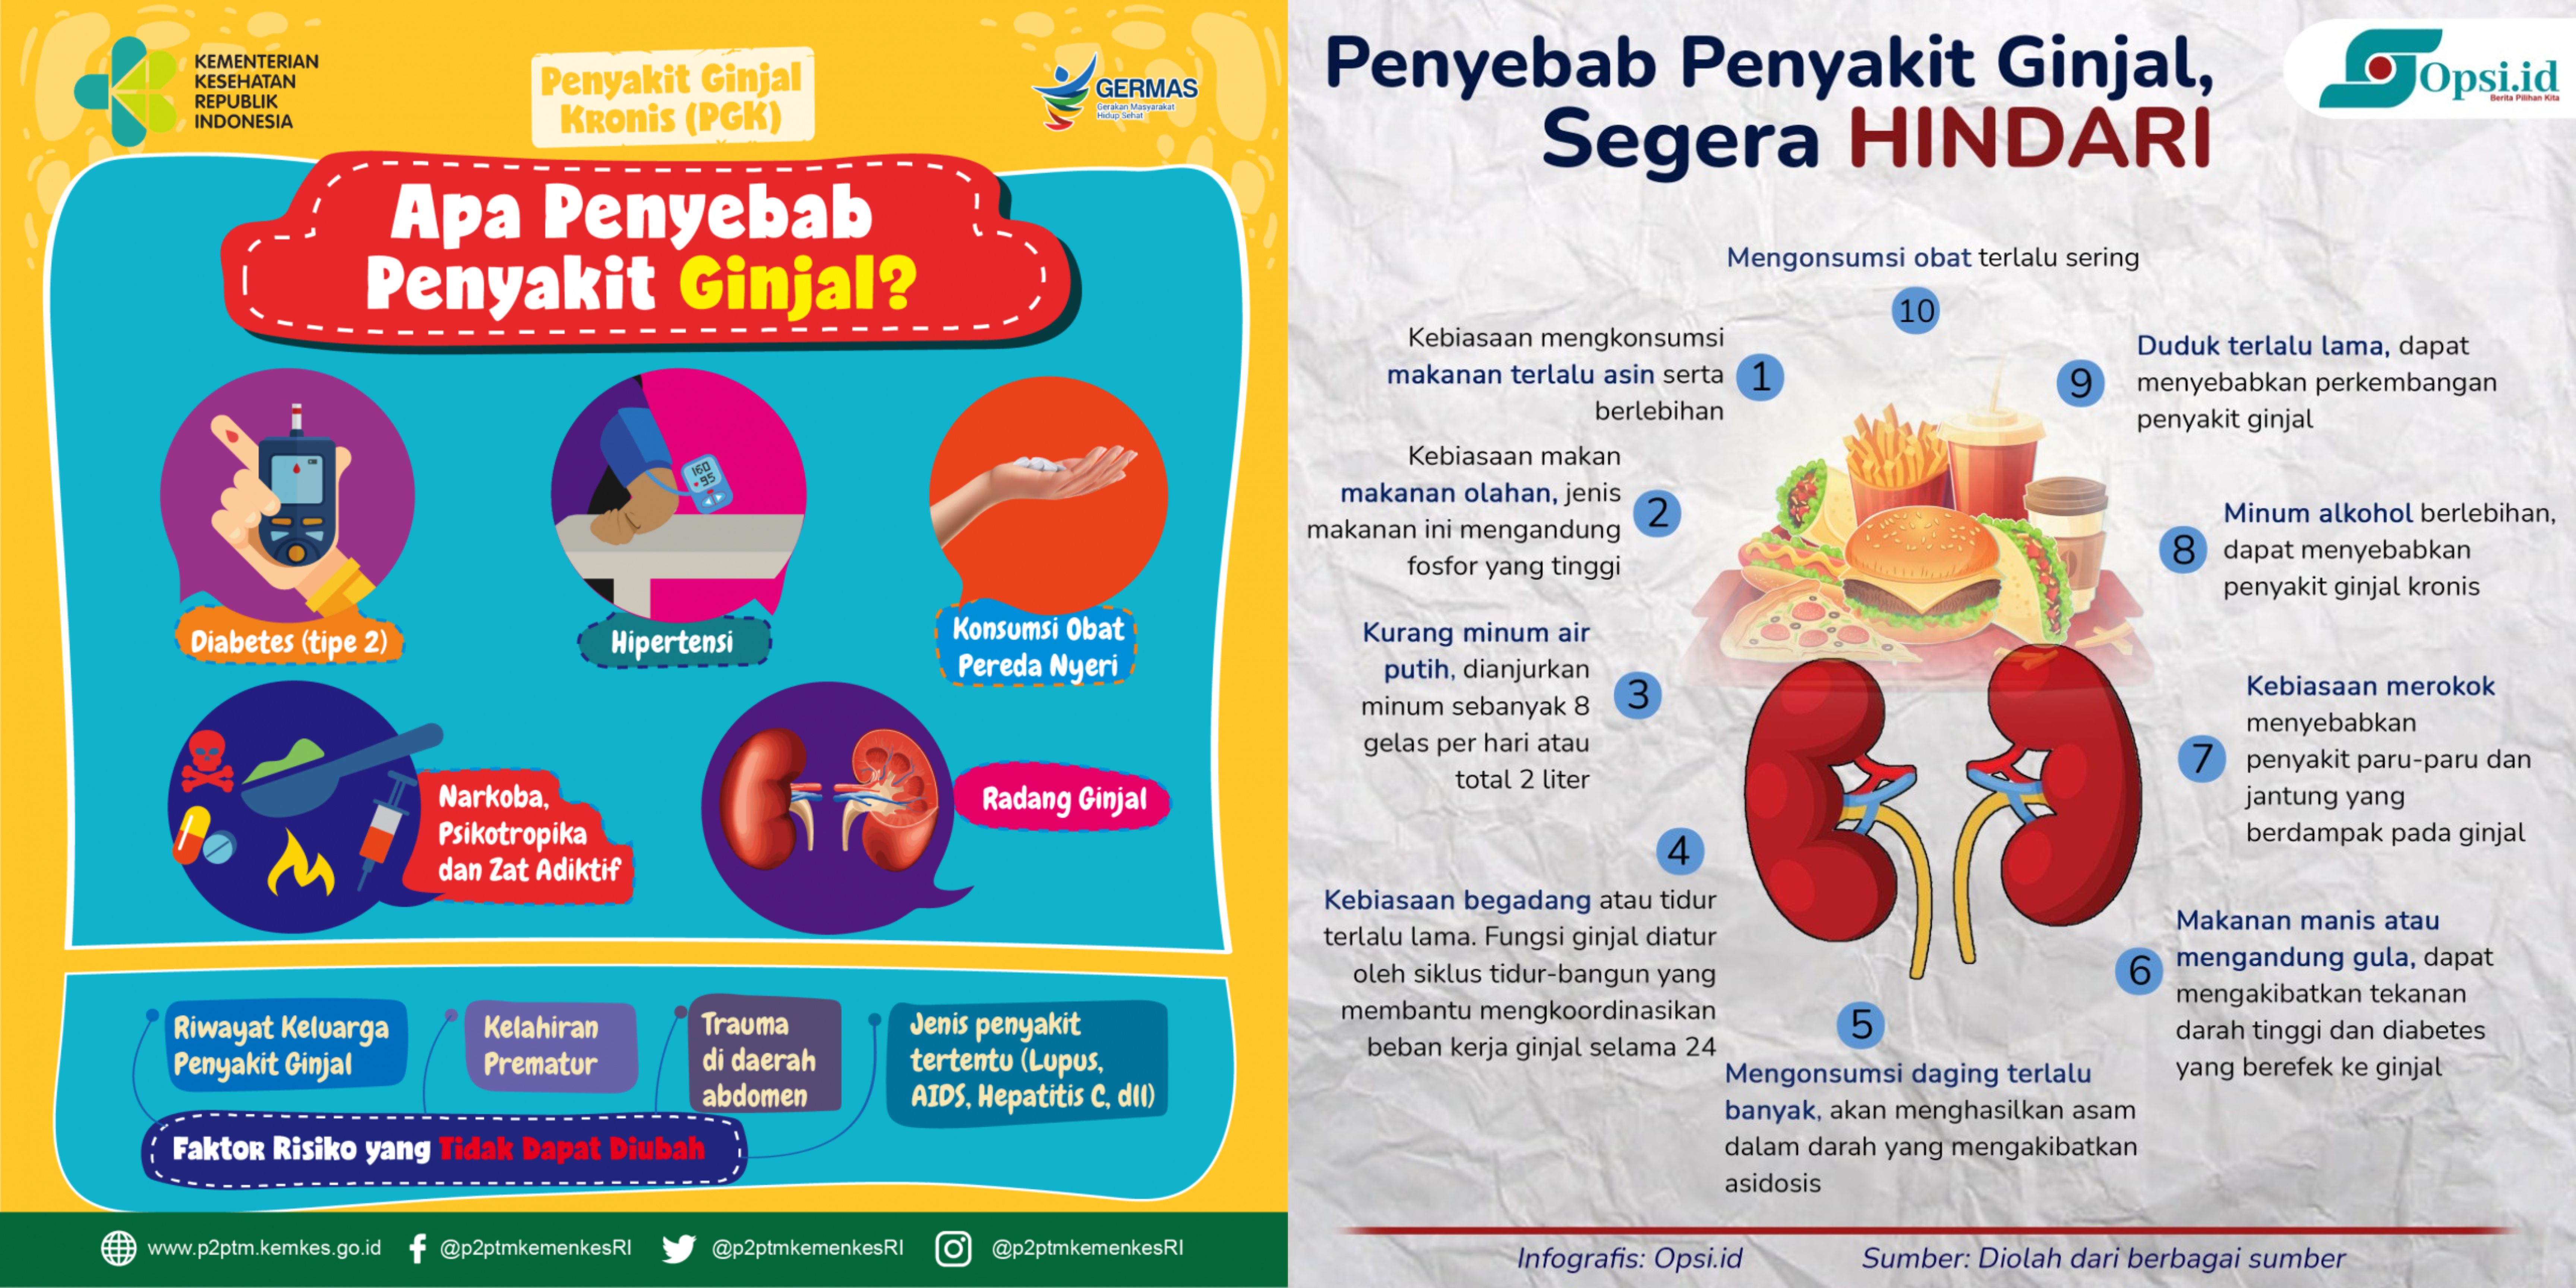 KEMENTERIAN
KESEHATAN
REPUBLIK
INDONESIA
Penyakit Ginjal
Kronis (PGK)
GERMAS
Gerakan Masyarakat
Hidup Sehat
Apa Penyebab
Penyakit Ginjal?
160
95
Diabetes (tipe 2)
Hipertensi
Konsumsi Obat
Pereda Nyeri
Narkoba,
Psikotropika
dan Zat Adiktif
Radang Ginjal
Riwayat Keluarga
Penyakit Ginjal
Kelahiran
Prematur
Trauma
di daerah
abdomen
Jenis penyakit
tertentu (Lupus,
AIDS, Hepatitis C, dll)
Faktor Risiko yang Tidak Dapat Diubah
www.p2ptm.kemkes.go.id
@p2ptmkemenkesRI
@p2ptmkemenkesRI
@p2ptmkemenkesRI
Penyebab Penyakit Ginjal,
Segera HINDARI
Opsi.id
Berita Pilihan Kita
Mengonsumsi obat terlalu sering
10
Kebiasaan mengkonsumsi
makanan terlalu asin serta
berlebihan
1
Kebiasaan makan
makanan olahan, jenis
makanan ini mengandung
fosfor yang tinggi
2
Kurang minum air
putih, dianjurkan
minum sebanyak 8
gelas per hari atau
total 2 liter
3
4
Kebiasaan begadang atau tidur
terlalu lama. Fungsi ginjal diatur
oleh siklus tidur-bangun yang
membantu mengkoordinasikan
beban kerja ginjal selama 24
5
Mengonsumsi daging terlalu
banyak, akan menghasilkan asam
dalam darah yang mengakibatkan
asidosis
6
Makanan manis atau
mengandung gula, dapat
mengakibatkan tekanan
darah tinggi dan diabetes
yang berefek ke ginjal
7
Kebiasaan merokok
menyebabkan
penyakit paru-paru dan
jantung yang
berdampak pada ginjal
8
Minum alkohol berlebihan,
dapat menyebabkan
penyakit ginjal kronis
9
Duduk terlalu lama, dapat
menyebabkan perkembangan
penyakit ginjal
Infografis: Opsi.id
Sumber: Diolah dari berbagai sumber